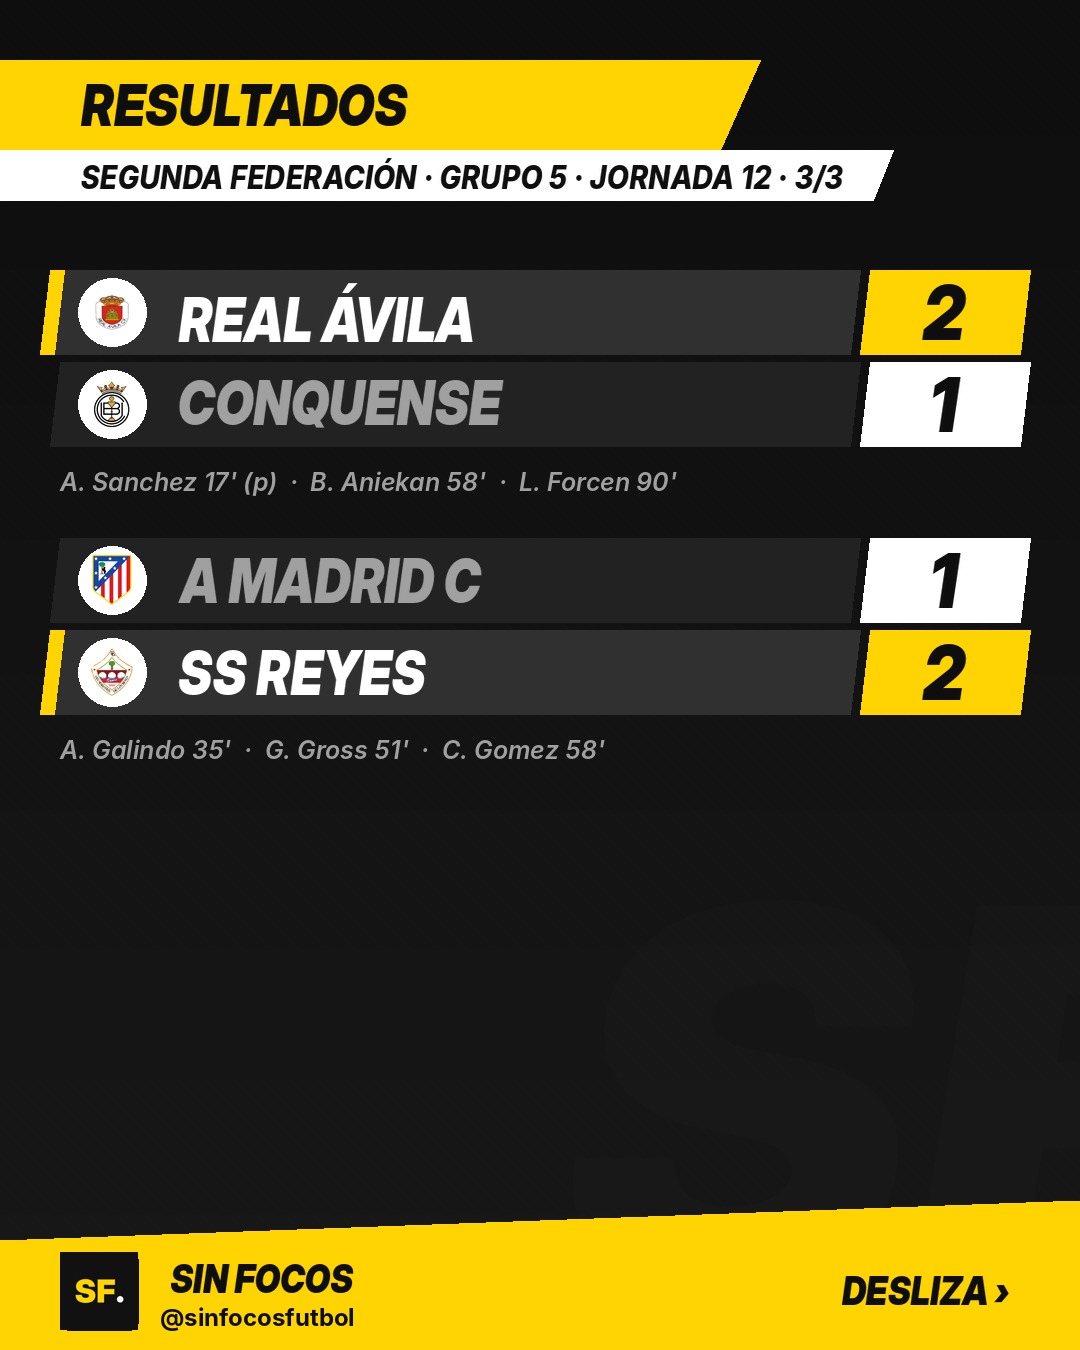 RESULTADOS
SEGUNDA FEDERACIÓN · GRUPO 5 · JORNADA 12 · 3/3
REAL ÁVILA 2
CONQUENSE 1
A. Sanchez 17' (p) · B. Aniekan 58' · L. Forcen 90'
A MADRID C 1
SS REYES 2
A. Galindo 35' · G. Gross 51' · C. Gomez 58'
SF
SF.
SIN FOCOS
@sinfocosfutbol
DESLIZA ›